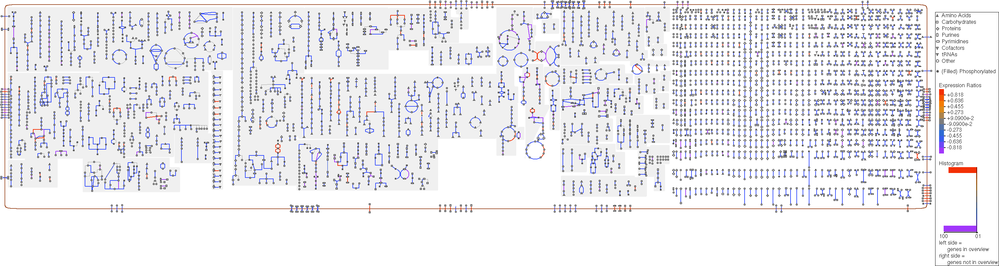 Amino Acids
Carbohydrates
Proteins
Purines
Pyrimidines
Cofactors
tRNAs
Other
(Filled) Phosphorylated
Expression Ratios
+0.818
+0.636
+0.455
+0.273
+9.0900e-2
-9.0900e-2
-0.273
-0.455
-0.636
-0.818
Histogram
100 01
left side =
genes in overview
right side =
genes not in overview